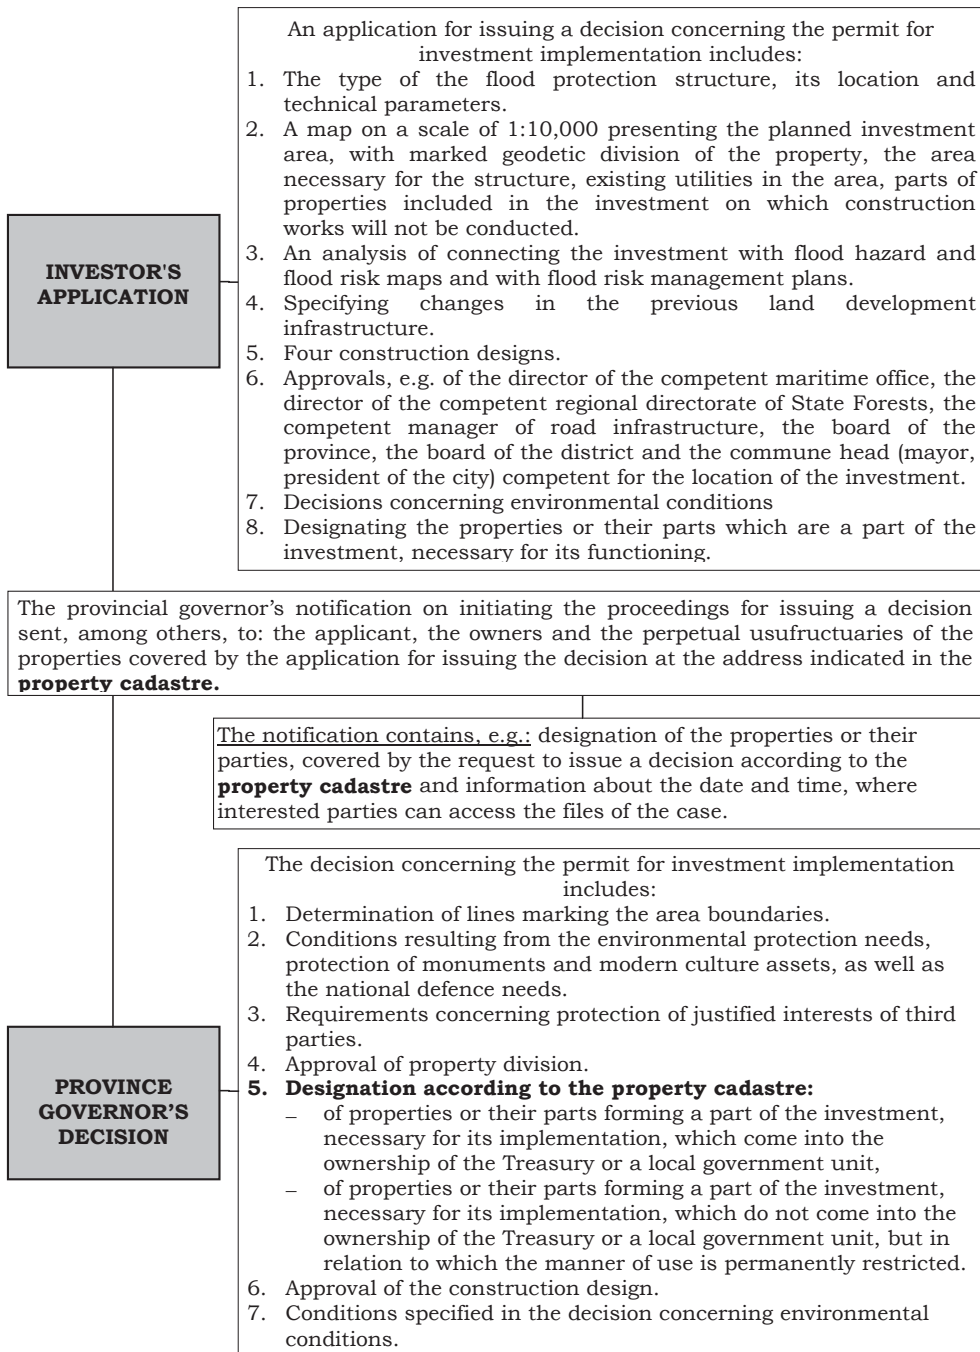 An application for issuing a decision concerning the permit for
investment implementation includes:
1. The type of the flood protection structure, its location and
technical parameters.
2. A map on a scale of 1:10,000 presenting the planned investment
area, with marked geodetic division of the property, the area
necessary for the structure, existing utilities in the area, parts of
properties included in the investment on which construction
works will not be conducted.
3. An analysis of connecting the investment with flood hazard and
flood risk maps and with flood risk management plans.
4. Specifying changes in the previous land development
infrastructure.
5. Four construction designs.
6. Approvals, e.g. of the director of the competent maritime office, the
director of the competent regional directorate of State Forests, the
competent manager of road infrastructure, the board of the
province, the board of the district and the commune head (mayor,
president of the city) competent for the location of the investment.
7. Decisions concerning environmental conditions
8. Designating the properties or their parts which are a part of the
investment, necessary for its functioning.
INVESTOR'S
APPLICATION
The provincial governor’s notification on initiating the proceedings for issuing a decision
sent, among others, to: the applicant, the owners and the perpetual usufructuaries of the
properties covered by the application for issuing the decision at the address indicated in the
property cadastre.
The notification contains, e.g.: designation of the properties or their
parties, covered by the request to issue a decision according to the
property cadastre and information about the date and time, where
interested parties can access the files of the case.
The decision concerning the permit for investment implementation
includes:
1. Determination of lines marking the area boundaries.
2. Conditions resulting from the environmental protection needs,
protection of monuments and modern culture assets, as well as
the national defence needs.
3. Requirements concerning protection of justified interests of third
parties.
4. Approval of property division.
5. Designation according to the property cadastre:
– of properties or their parts forming a part of the investment,
necessary for its implementation, which come into the
ownership of the Treasury or a local government unit,
– of properties or their parts forming a part of the investment,
necessary for its implementation, which do not come into the
ownership of the Treasury or a local government unit, but in
relation to which the manner of use is permanently restricted.
6. Approval of the construction design.
7. Conditions specified in the decision concerning environmental
conditions.
PROVINCE
GOVERNOR’S
DECISION